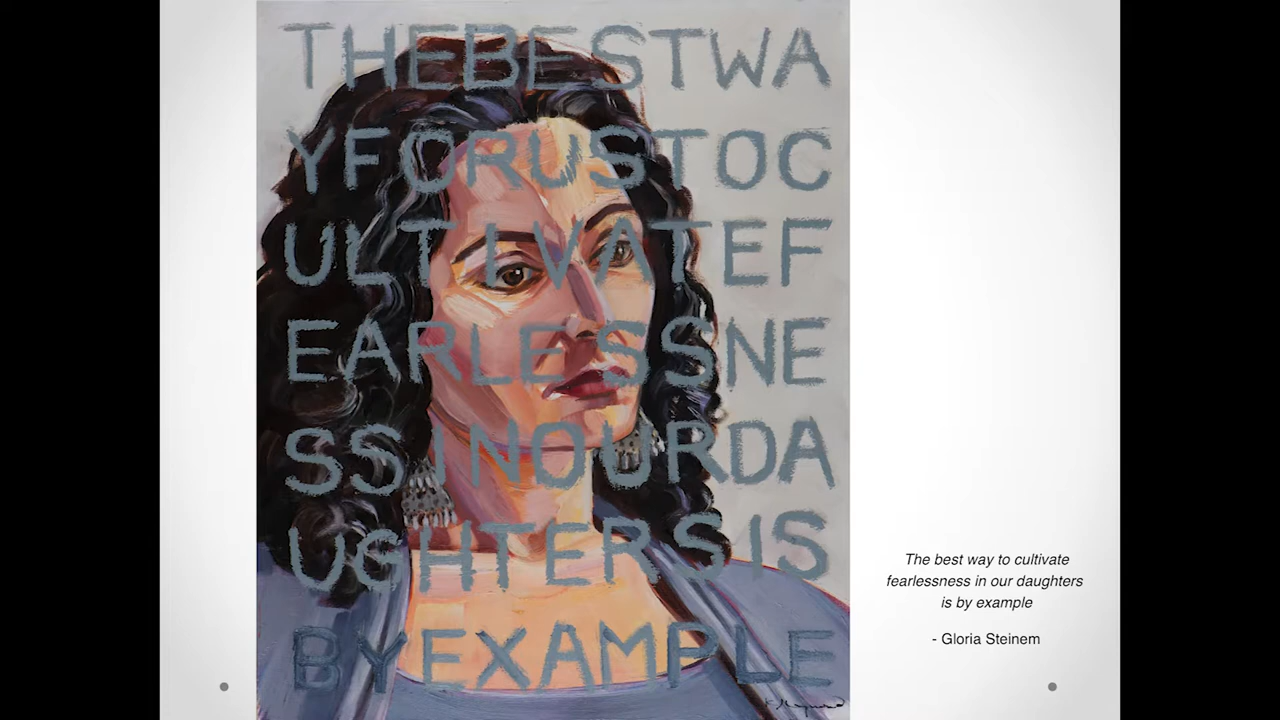 THEBESTWA
YFORUSTOC
ULTIVATEF
EARLESSNE
SSINOURDA
UGHTERSIS
BYEXAMPLE
The best way to cultivate
fearlessness in our daughters
is by example
- Gloria Steinem